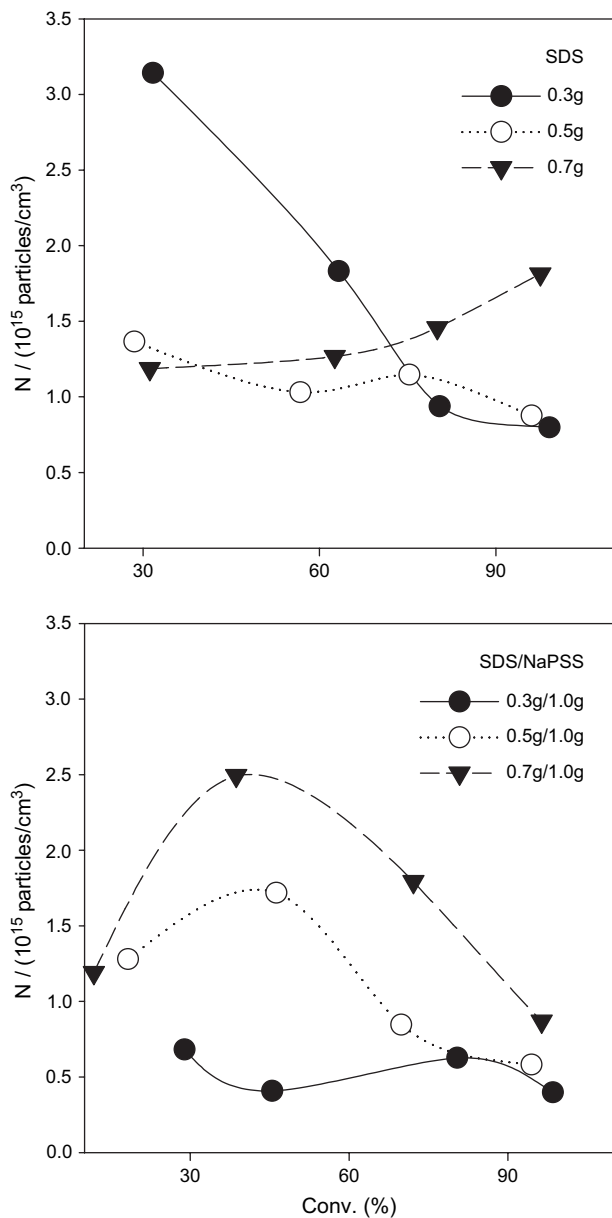 3.5
3.0
2.5
2.0
1.5
1.0
0.5
0.0
N / (10¹⁵ particles/cm³)
SDS
0.3g
0.5g
0.7g
30 60 90
3.5
3.0
2.5
2.0
1.5
1.0
0.5
0.0
N / (10¹⁵ particles/cm³)
SDS/NaPSS
0.3g/1.0g
0.5g/1.0g
0.7g/1.0g
30 60 90
Conv. (%)